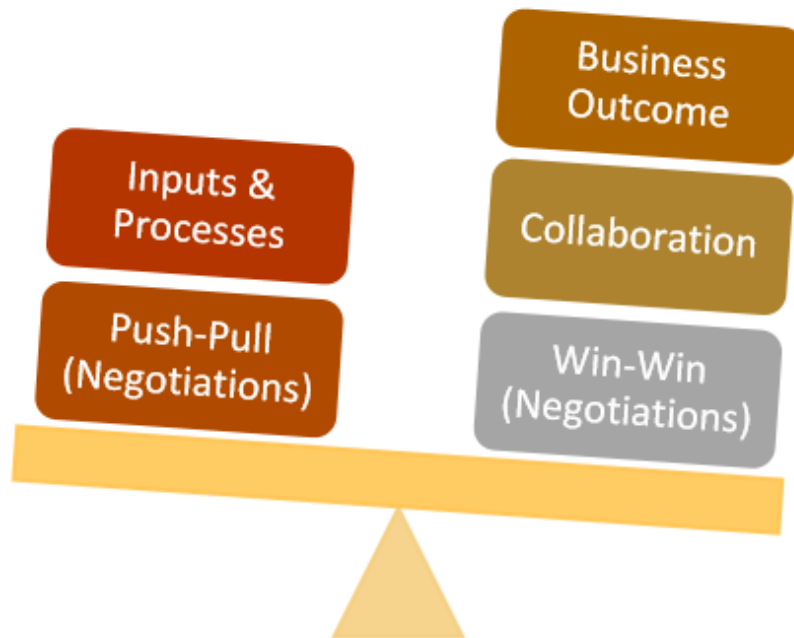 Inputs &
Processes
Push-Pull
(Negotiations)
Business
Outcome
Collaboration
Win-Win
(Negotiations)